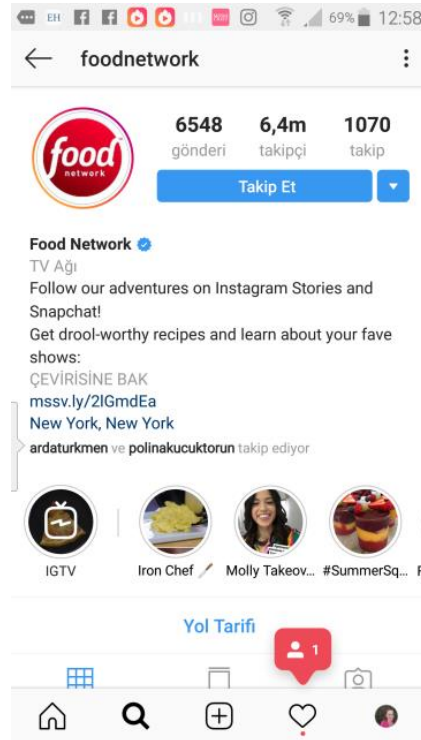 EH 69% 12:58
foodnetwork
food
network
6548 6,4m 1070
gönderi takipçi takip
Takip Et
Food Network
TV Ağı
Follow our adventures on Instagram Stories and
Snapchat!
Get drool-worthy recipes and learn about your fave
shows:
ÇEVİRİSİNE BAK
mssv.ly/2lGmdEa
New York, New York
ardaturkmen ve polinakucuktorun takip ediyor
IGTV Iron Chef Molly Takeov... #SummerSq...
Yol Tarifi
1